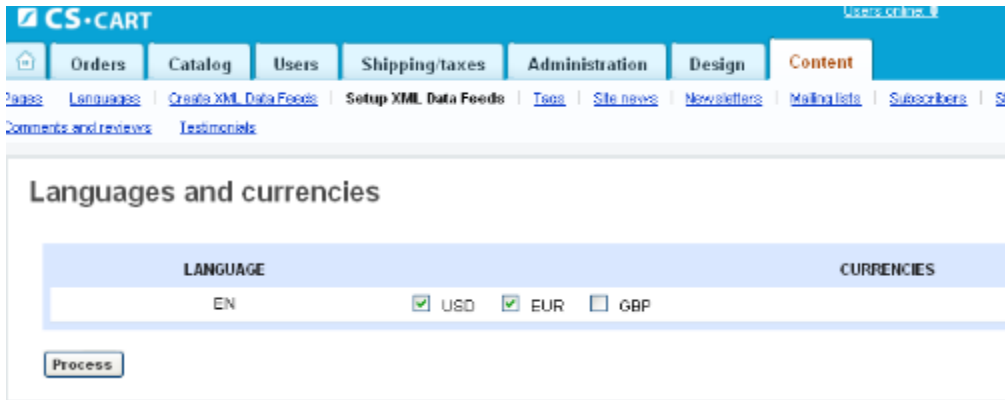 CS-CART
Users online:
Orders Catalog Users Shipping/taxes Administration Design Content
Pages Languages Create XML Data Feeds Setup XML Data Feeds Tags Site news Newsletters Mailing lists Subscribers
Comments and reviews Testimonials
Languages and currencies
LANGUAGE CURRENCIES
EN USD EUR GBP
Process